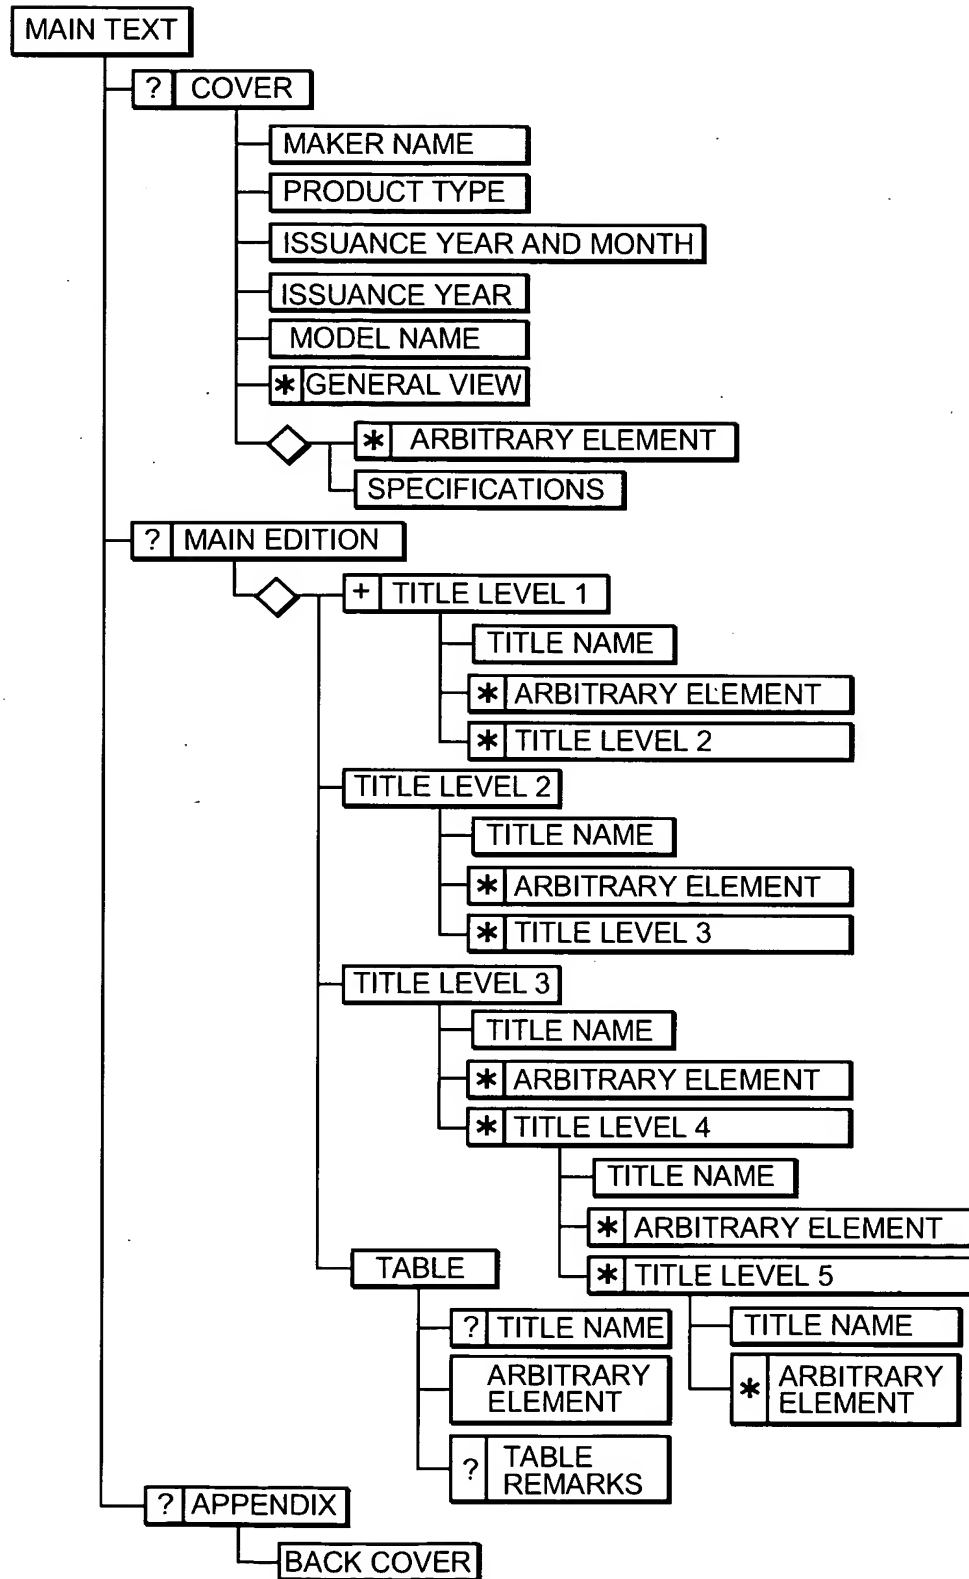 MAIN TEXT
? COVER
MAKER NAME
PRODUCT TYPE
ISSUANCE YEAR AND MONTH
ISSUANCE YEAR
MODEL NAME
* GENERAL VIEW
* ARBITRARY ELEMENT
SPECIFICATIONS
? MAIN EDITION
+ TITLE LEVEL 1
TITLE NAME
* ARBITRARY ELEMENT
* TITLE LEVEL 2
TITLE LEVEL 2
TITLE NAME
* ARBITRARY ELEMENT
* TITLE LEVEL 3
TITLE LEVEL 3
TITLE NAME
* ARBITRARY ELEMENT
* TITLE LEVEL 4
TITLE NAME
* ARBITRARY ELEMENT
* TITLE LEVEL 5
TITLE NAME
* ARBITRARY
ELEMENT
TABLE
? TITLE NAME
ARBITRARY
ELEMENT
? TABLE
REMARKS
? APPENDIX
BACK COVER